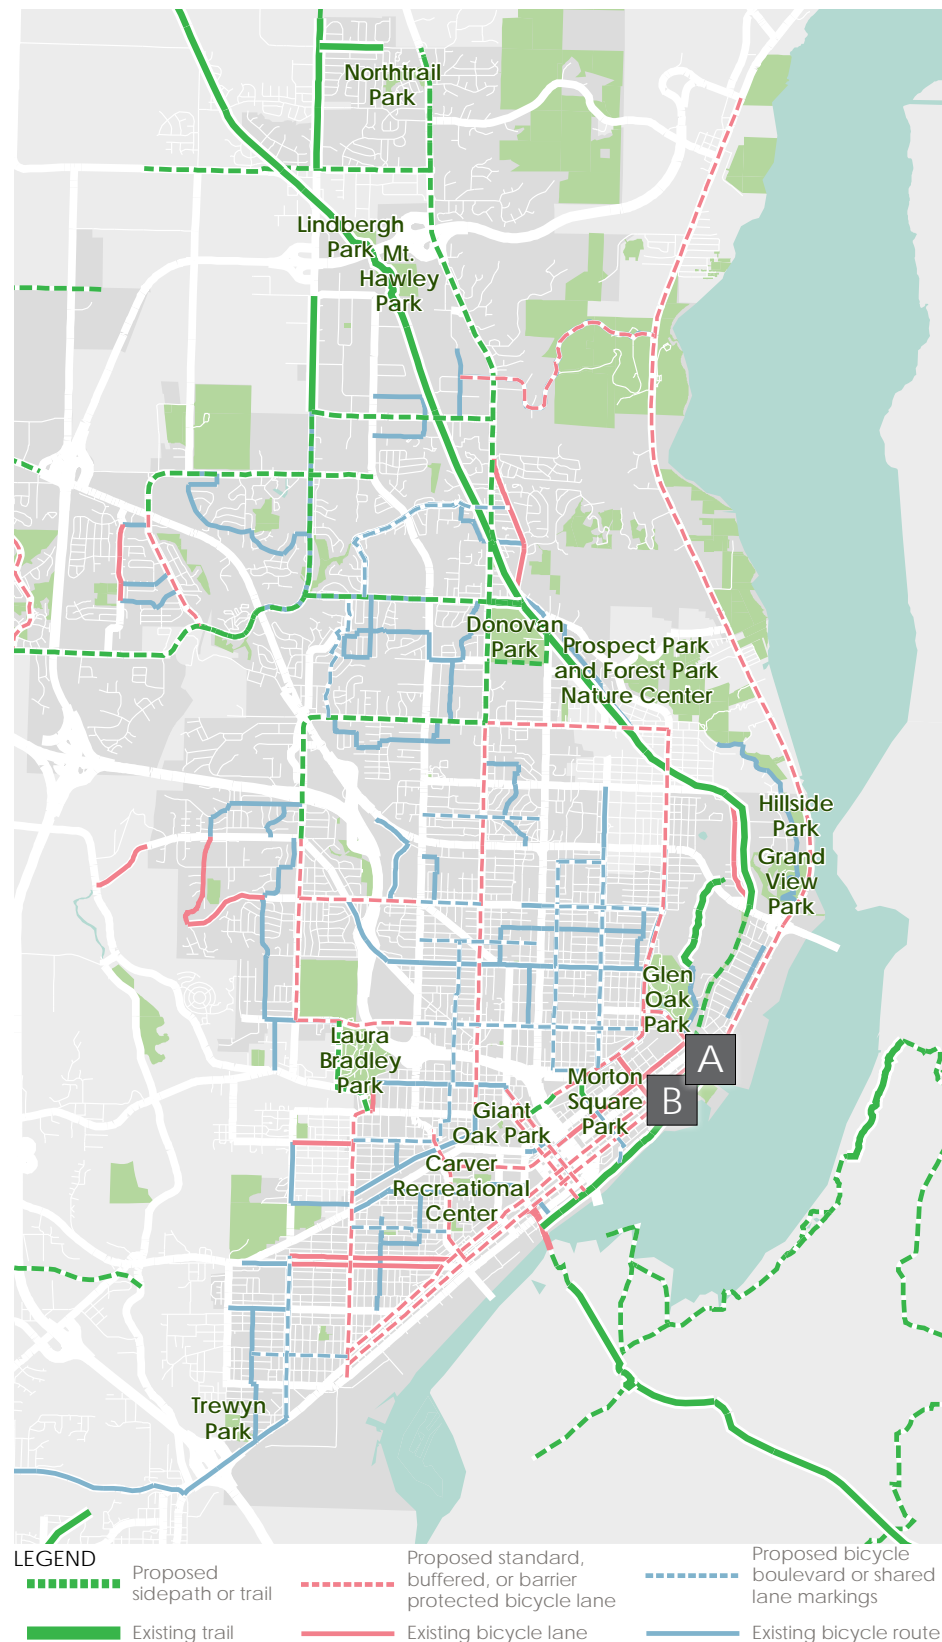 Northtrail
Park
Lindbergh
Park
Mt.
Hawley
Park
Donovan
Park
Prospect Park
and Forest Park
Nature Center
Hillside
Park
Grand
View
Park
Glen
Oak
Park
A
B
Laura
Bradley
Park
Morton
Square
Park
Giant
Oak Park
Carver
Recreational
Center
Trewyn
Park
LEGEND
Proposed
sidepath or trail
Proposed standard,
buffered, or barrier
protected bicycle lane
Proposed bicycle
boulevard or shared
lane markings
Existing trail
Existing bicycle lane
Existing bicycle route